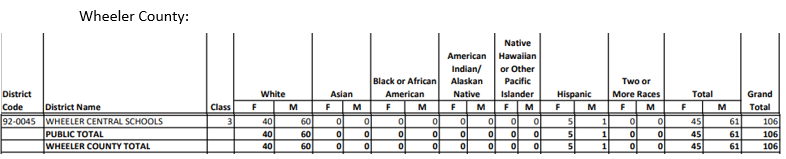 Wheeler County:
Native
American Hawaiian
Indian/ or Other
Black or African Alaskan Pacific Two or
District White Asian American Native Islander Hispanic More Races Total Grand
Code District Name Class F M F M F M F M F M F M F M F M Total
92-0045 WHEELER CENTRAL SCHOOLS 3 40 60 0 0 0 0 0 0 0 0 5 1 0 0 45 61 106
PUBLIC TOTAL 40 60 0 0 0 0 0 0 0 0 5 1 0 0 45 61 106
WHEELER COUNTY TOTAL 40 60 0 0 0 0 0 0 0 0 5 1 0 0 45 61 106